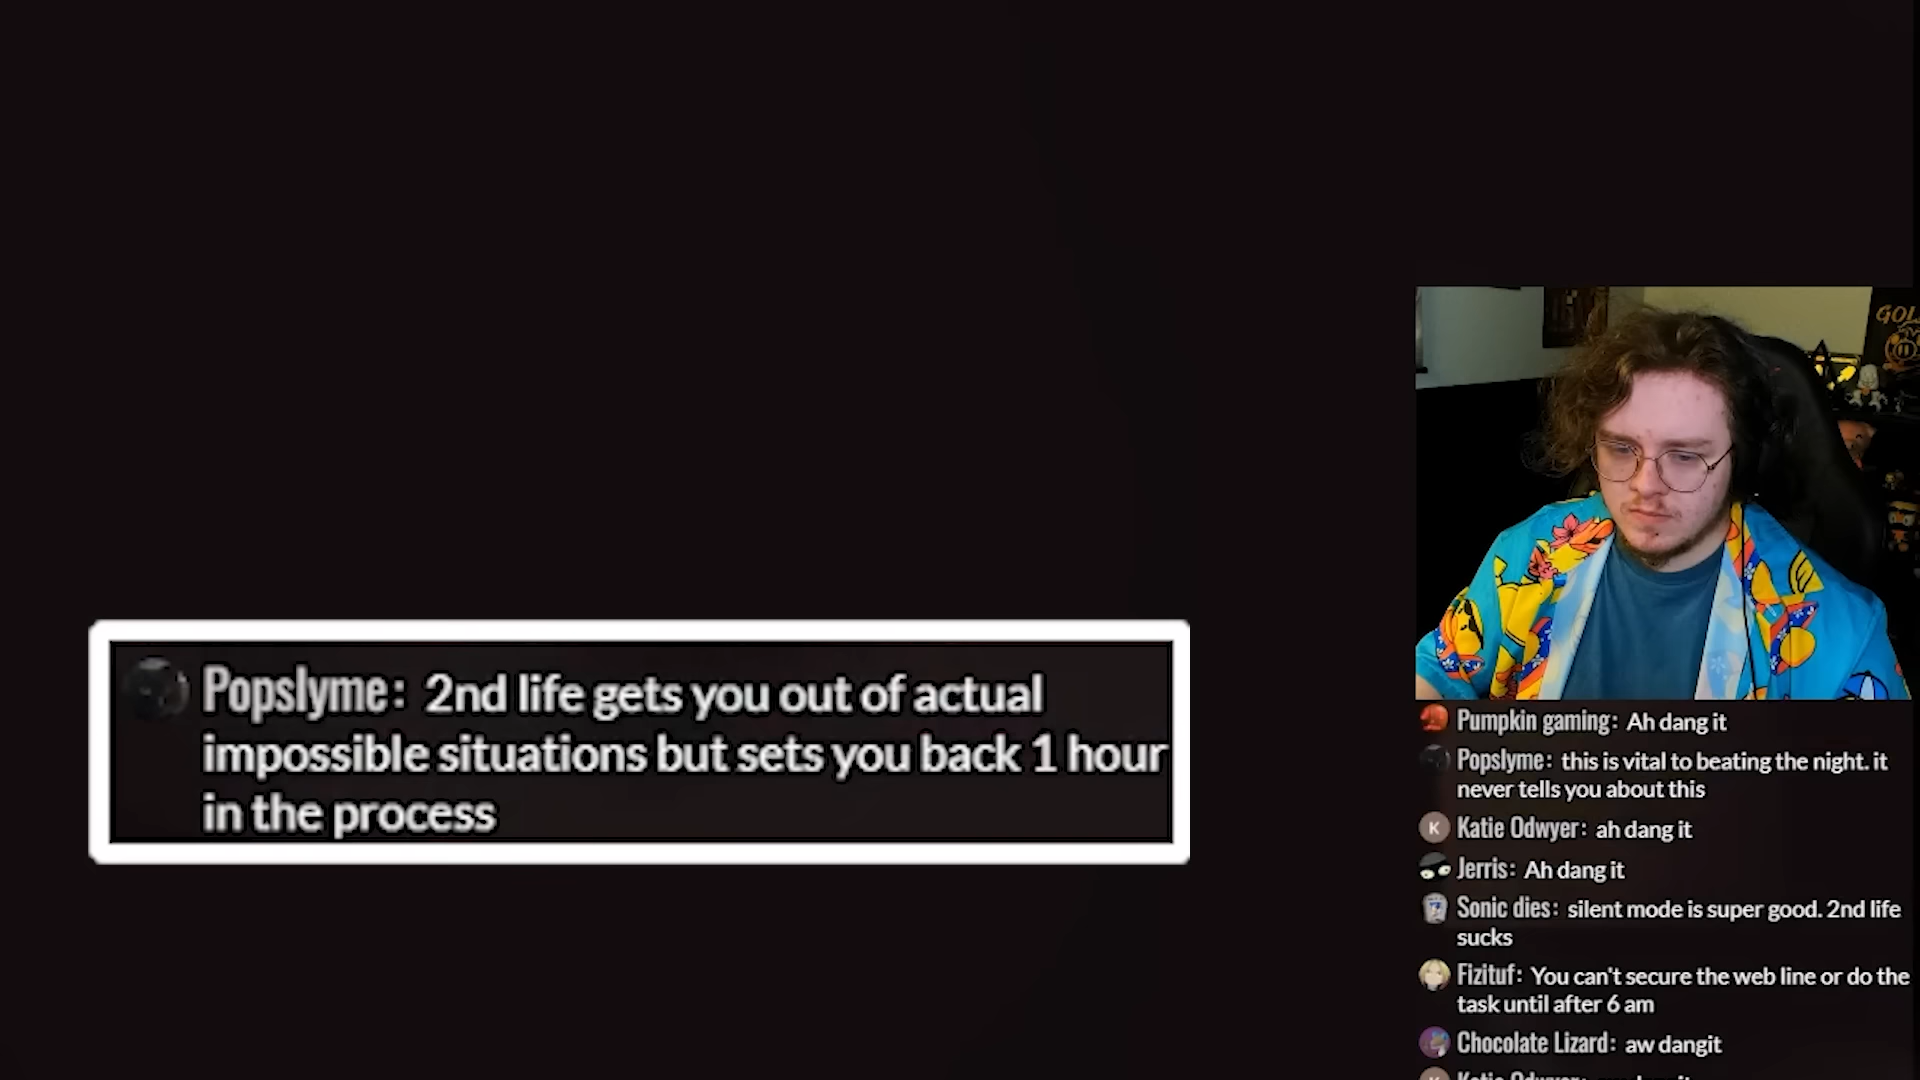 Popslyme: 2nd life gets you out of actual
impossible situations but sets you back 1 hour
in the process
Pumpkin gaming: Ah dang it
Popslyme: this is vital to beating the night. it
never tells you about this
K Katie Odwyer: ah dang it
Jerris: Ah dang it
Sonic dies: silent mode is super good. 2nd life
sucks
Fizituf: You can't secure the web line or do the
task until after 6 am
Chocolate Lizard: aw dangit